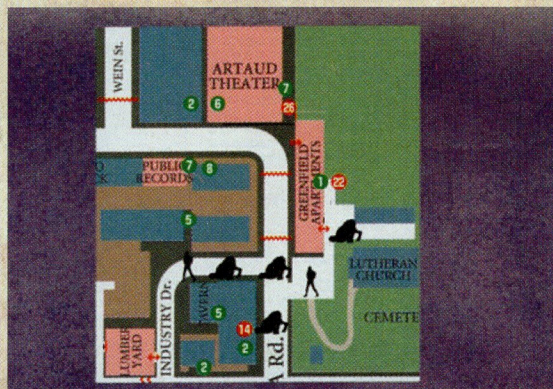 WEIN St.
ARTAUD
THEATER
7
2
6
26
PUBLIC
RECORDS
7
8
GREENFIELD
APARTMENTS
1
22
5
LUTHERAN
CHURCH
INDUSTRY Dr.
TAVERN
5
14
2
2
Rd.
LUMBER
YARD